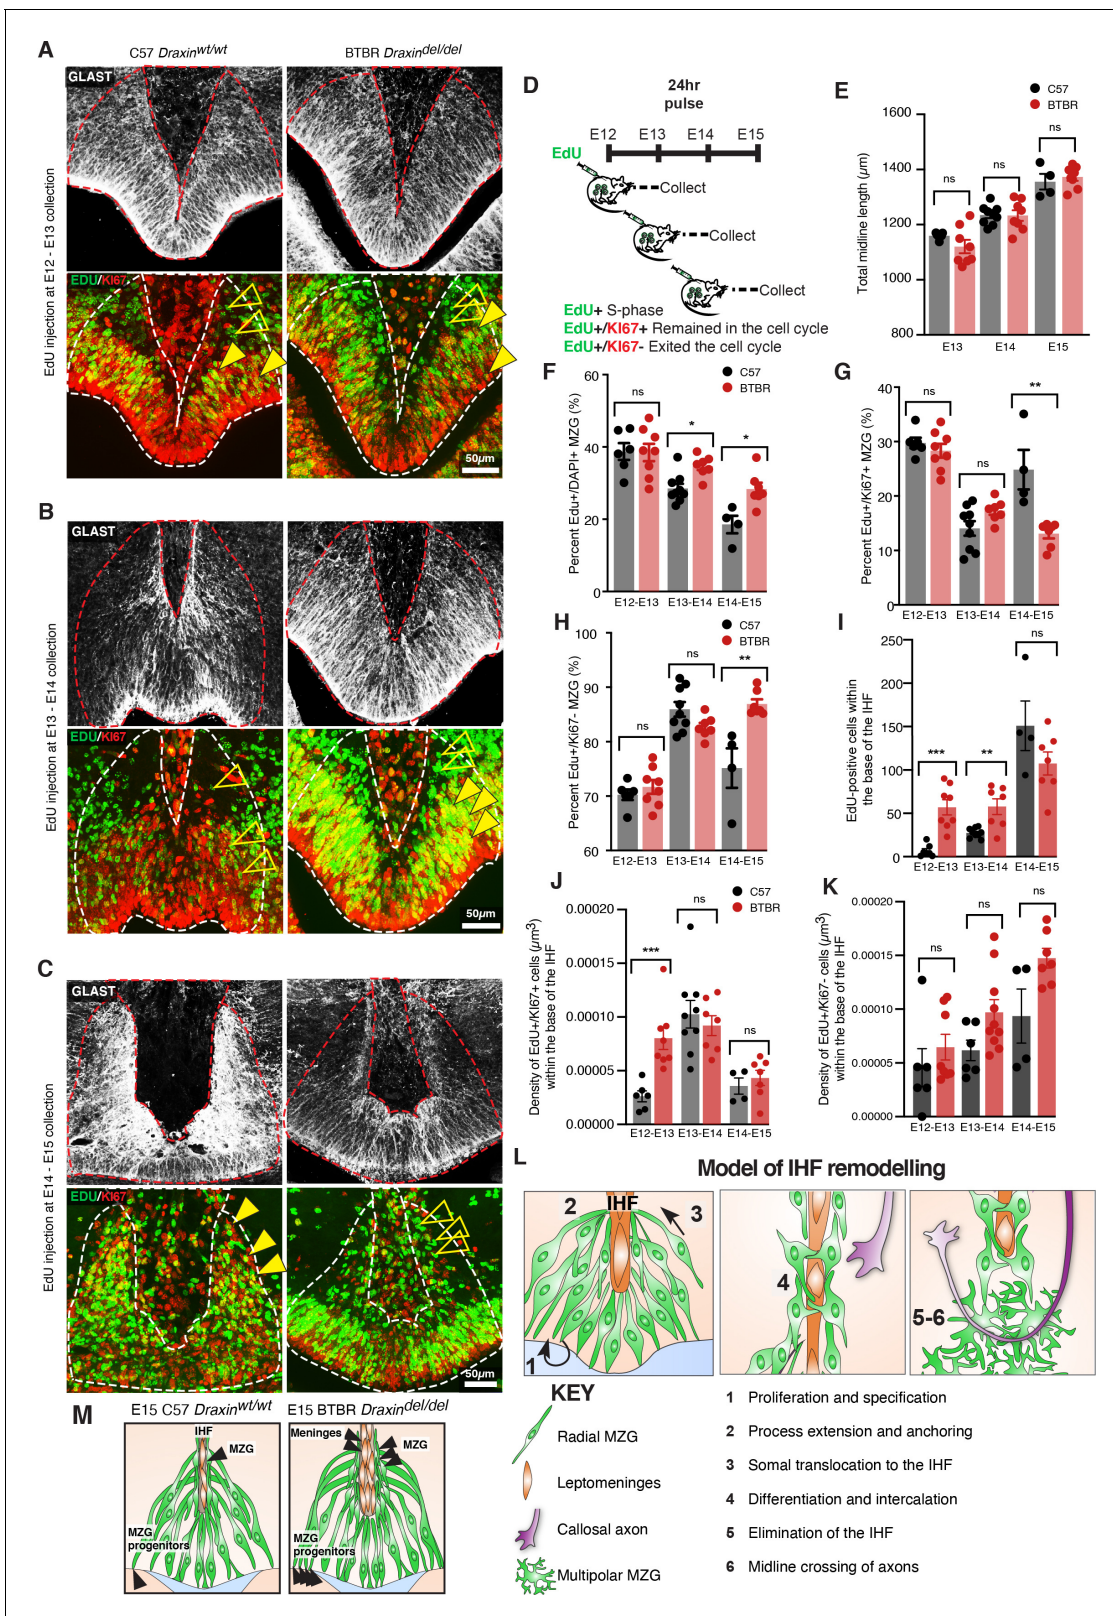 A
C57 Draxinwt/wt
BTBR Draxindel/del
GLAST
EDU/KI67
50µm
EdU injection at E12 - E13 collection
B
GLAST
EDU/KI67
50µm
EdU injection at E13 - E14 collection
C
GLAST
EDU/KI67
50µm
EdU injection at E14 - E15 collection
D
24hr
pulse
E12 E13 E14 E15
EdU
Collect
Collect
Collect
EdU+ S-phase
EdU+/KI67+ Remained in the cell cycle
EdU+/KI67- Exited the cell cycle
E
C57
BTBR
Total midline length (µm)
1600
1400
1200
1000
800
ns
ns
ns
E13 E14 E15
F
C57
BTBR
Percent Edu+/DAPI+ MZG (%)
60
40
20
0
ns
*
*
E12-E13 E13-E14 E14-E15
G
Percent Edu+/Ki67+ MZG (%)
40
30
20
10
0
ns
ns
**
E12-E13 E13-E14 E14-E15
H
C57
BTBR
Percent Edu+/Ki67- MZG (%)
100
90
80
70
60
ns
ns
**
E12-E13 E13-E14 E14-E15
I
EdU-positive cells within
the base of the IHF
250
200
150
100
50
0
***
**
ns
E12-E13 E13-E14 E14-E15
J
C57
BTBR
Density of EdU+/KI67+ cells (µm3)
within the base of the IHF
0.00020
0.00015
0.00010
0.00005
0.00000
***
ns
ns
E12-E13 E13-E14 E14-E15
K
Density of EdU+/Ki67- cells (µm3)
within the base of the IHF
0.00020
0.00015
0.00010
0.00005
0.00000
ns
ns
ns
E12-E13 E13-E14 E14-E15
L
Model of IHF remodelling
2 IHF 3
1
4
5-6
KEY
Radial MZG
Leptomeninges
Callosal axon
Multipolar MZG
1 Proliferation and specification
2 Process extension and anchoring
3 Somal translocation to the IHF
4 Differentiation and intercalation
5 Elimination of the IHF
6 Midline crossing of axons
M
E15 C57 Draxinwt/wt
E15 BTBR Draxindel/del
IHF
MZG
MZG
progenitors
Meninges
MZG
MZG
progenitors